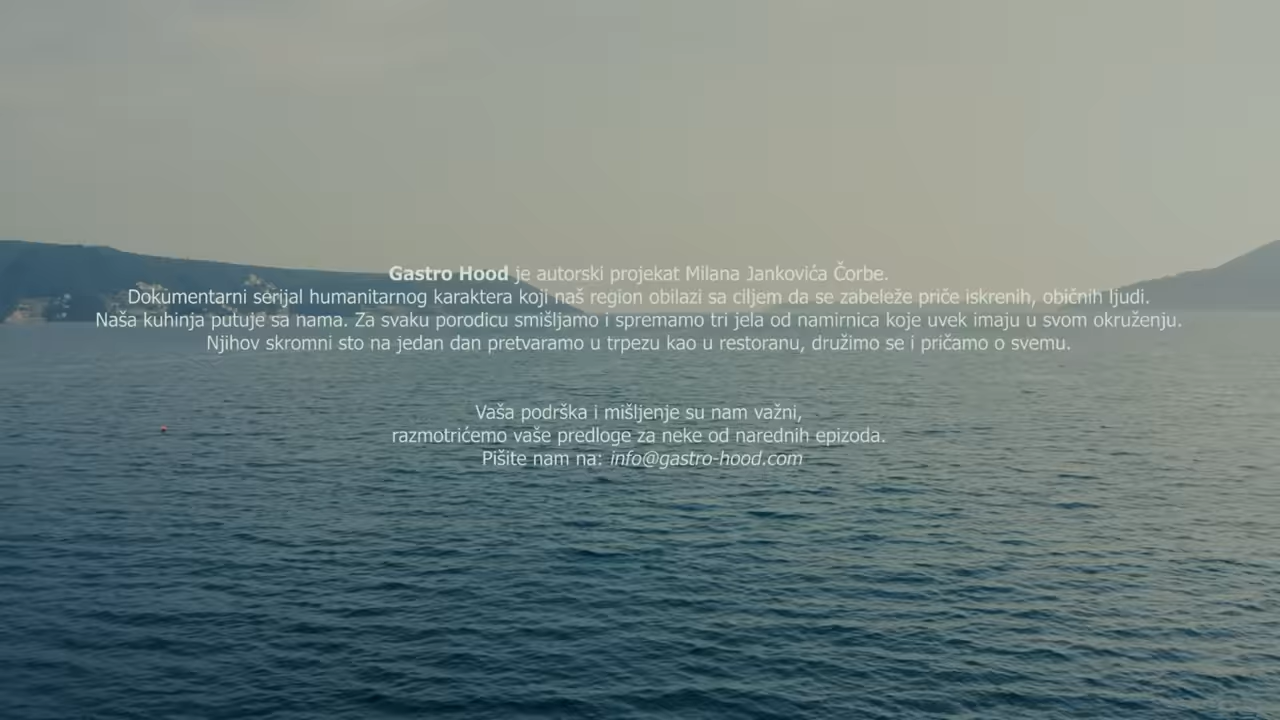 Gastro Hood je autorski projekat Milana Jankovića Čorbe.
Dokumentarni serijal humanitarnog karaktera koji naš region obilazi sa ciljem da se zabeleže priče iskrenih, običnih ljudi.
Naša kuhinja putuje sa nama. Za svaku porodicu smišljamo i spremamo tri jela od namirnica koje uvek imaju u svom okruženju.
Njihov skromni sto na jedan dan pretvaramo u trpezu kao u restoranu, družimo se i pričamo o svemu.
Vaša podrška i mišljenje su nam važni,
razmotrićemo vaše predloge za neke od narednih epizoda.
Pišite nam na: info@gastro-hood.com